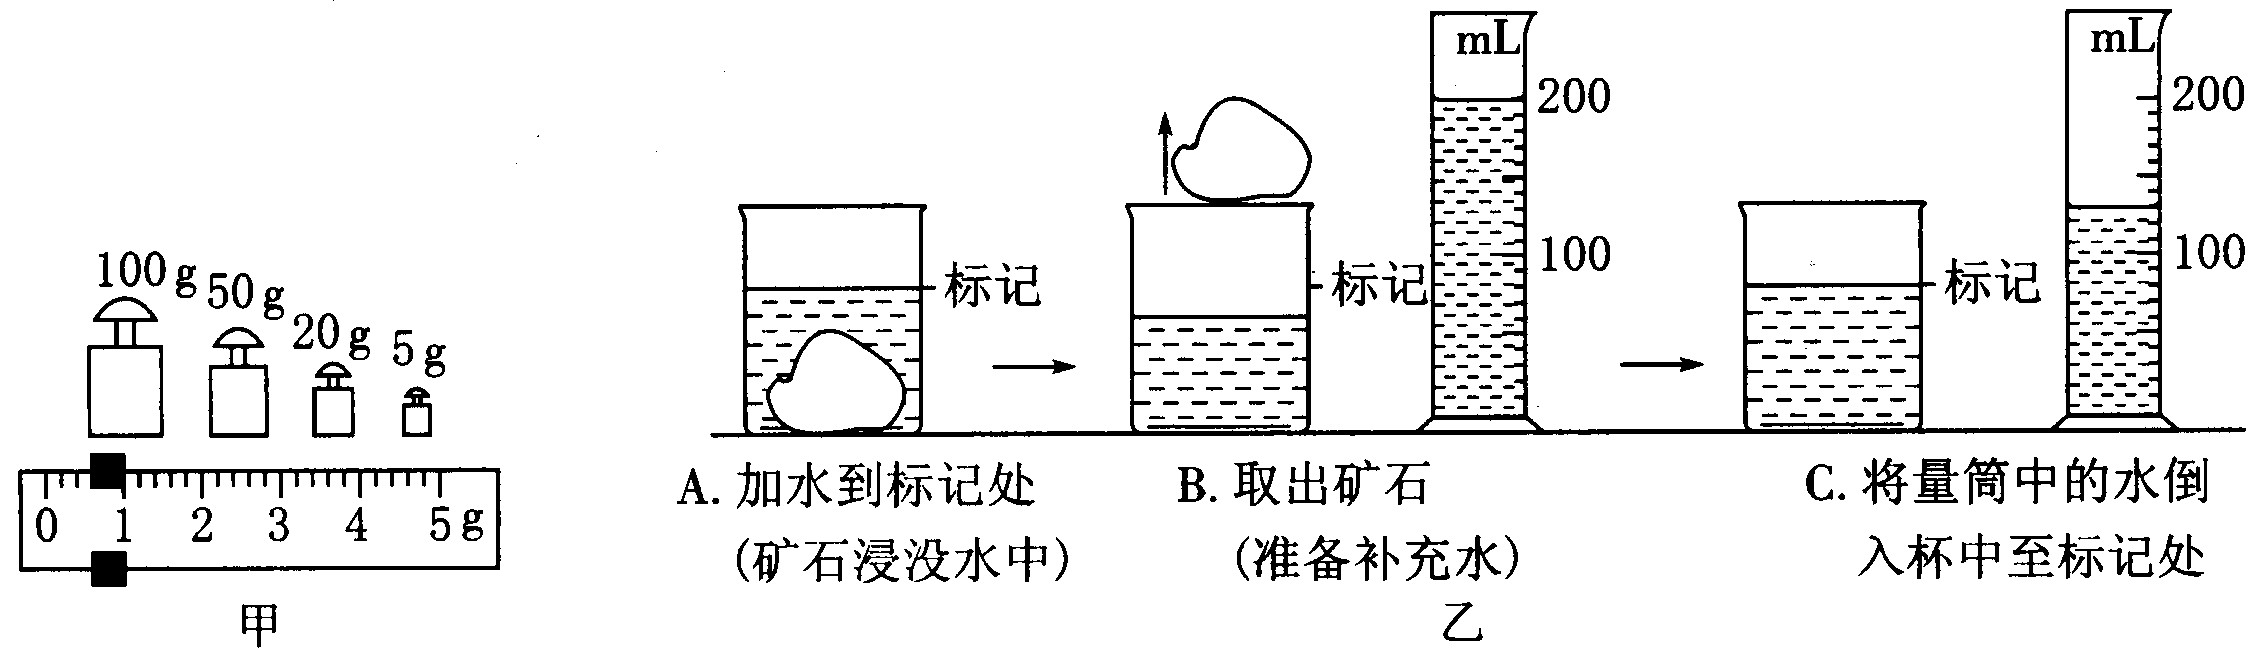 100 g 50 g 20 g 5 g
0 1 2 3 4 5 g
甲
标记
标记
mL
200
100
标记
mL
200
100
A. 加水到标记处
(矿石浸没水中)
B. 取出矿石
(准备补充水)
C. 将量筒中的水倒
入杯中至标记处
乙